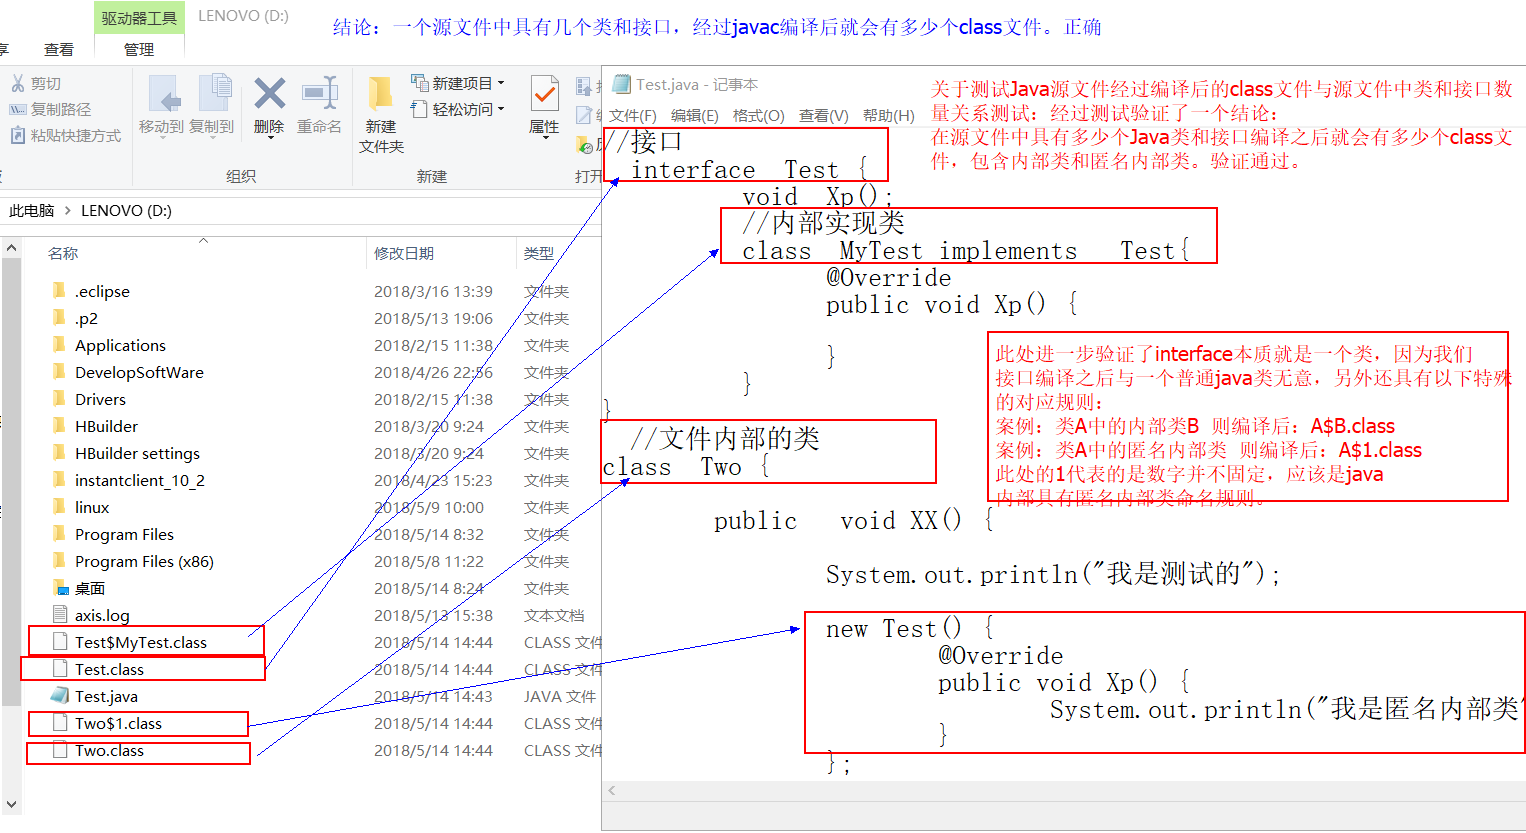 驱动器工具
LENOVO (D:)
结论：一个源文件中具有几个类和接口，经过javac编译后就会有多少个class文件。正确
享
查看
管理
剪切
复制路径
粘贴快捷方式
移动到
复制到
删除
重命名
组织
新建
文件夹
新建项目
轻松访问
新建
属性
打开
此电脑 > LENOVO (D:)
名称
修改日期
类型
.eclipse 2018/3/16 13:39 文件夹
.p2 2018/5/13 19:06 文件夹
Applications 2018/2/15 11:38 文件夹
DevelopSoftWare 2018/4/26 22:56 文件夹
Drivers 2018/2/15 11:38 文件夹
HBuilder 2018/3/20 9:24 文件夹
HBuilder settings 2018/3/20 9:24 文件夹
instantclient_10_2 2018/4/23 15:23 文件夹
linux 2018/5/9 10:00 文件夹
Program Files 2018/5/14 8:32 文件夹
Program Files (x86) 2018/5/8 11:22 文件夹
桌面 2018/5/14 8:24 文件夹
axis.log 2018/5/13 15:38 文本文档
Test$MyTest.class 2018/5/14 14:44 CLASS 文件
Test.class 2018/5/14 14:44 CLASS 文件
Test.java 2018/5/14 14:43 JAVA 文件
Two$1.class 2018/5/14 14:44 CLASS 文件
Two.class 2018/5/14 14:44 CLASS 文件
Test.java - 记事本
文件(F) 编辑(E) 格式(O) 查看(V) 帮助(H)
关于测试Java源文件经过编译后的class文件与源文件中类和接口数
量关系测试：经过测试验证了一个结论：
在源文件中具有多少个Java类和接口编译之后就会有多少个class文
件，包含内部类和匿名内部类。验证通过。
//接口
interface Test {
void Xp();
//内部实现类
class MyTest implements Test{
@Override
public void Xp() {
}
}
}
此处进一步验证了interface本质就是一个类，因为我们
接口编译之后与一个普通java类无意，另外还具有以下特殊
的对应规则：
案例：类A中的内部类B 则编译后：A$B.class
案例：类A中的匿名内部类 则编译后：A$1.class
此处的1代表的是数字并不固定，应该是java
内部具有匿名内部类命名规则。
//文件内部的类
class Two {
public void XX() {
System.out.println("我是测试的");
new Test() {
@Override
public void Xp() {
System.out.println("我是匿名内部类"
}
};